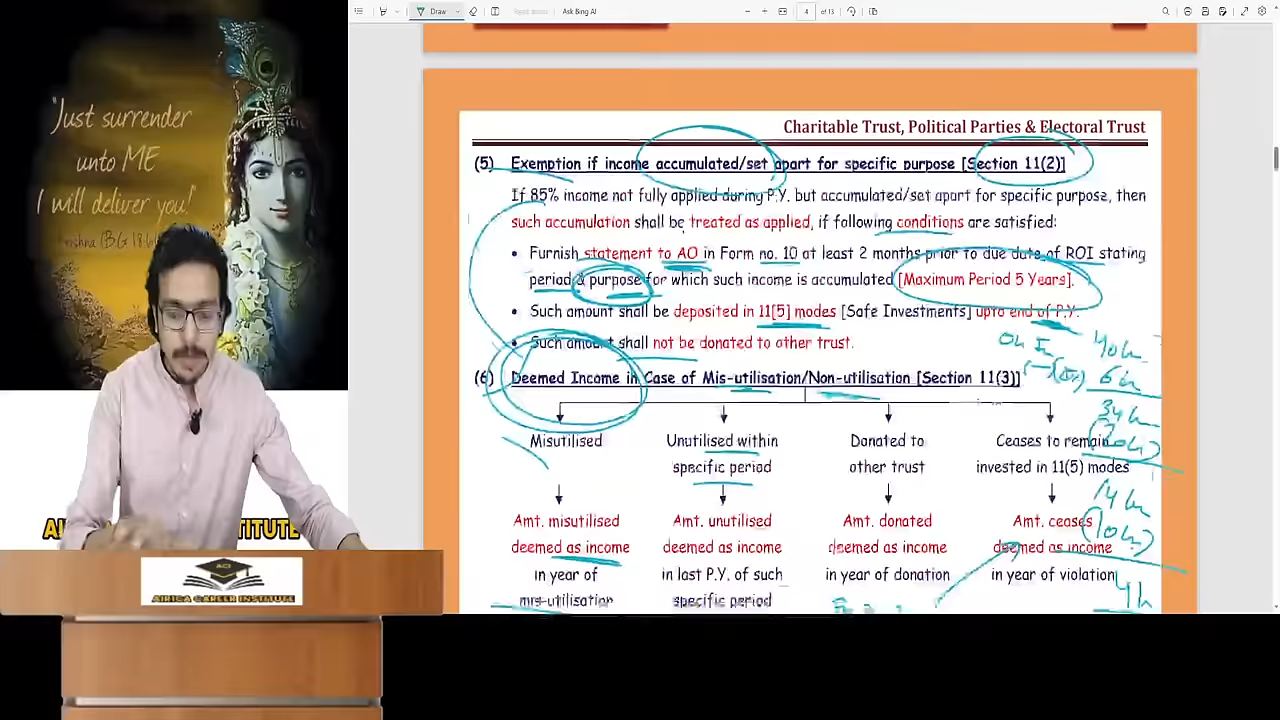 Draw
Ask Bing AI
4 of 13
"Just surrender
unto ME
I will deliver you!"
Charitable Trust, Political Parties & Electoral Trust
(5) Exemption if income accumulated/set apart for specific purpose [Section 11(2)]
If 85% income not fully applied during P.Y. but accumulated/set apart for specific purpose, then
such accumulation shall be treated as applied, if following conditions are satisfied:
• Furnish statement to AO in Form no. 10 at least 2 months prior to due date of ROI stating
period & purpose for which such income is accumulated [Maximum Period 5 Years].
• Such amount shall be deposited in 11[5] modes [Safe Investments] upto end of P.Y.
• Such amount shall not be donated to other trust.
(6) Deemed Income in Case of Mis-utilisation/Non-utilisation [Section 11(3)]
Misutilised Unutilised within Donated to Ceases to remain
specific period other trust invested in 11(5) modes
Amt. misutilised Amt. unutilised Amt. donated Amt. ceases
deemed as income deemed as income deemed as income deemed as income
in year of in last P.Y. of such in year of donation in year of violation
mis-utilisation specific period
ACI
AIRICA CAREER INSTITUTE